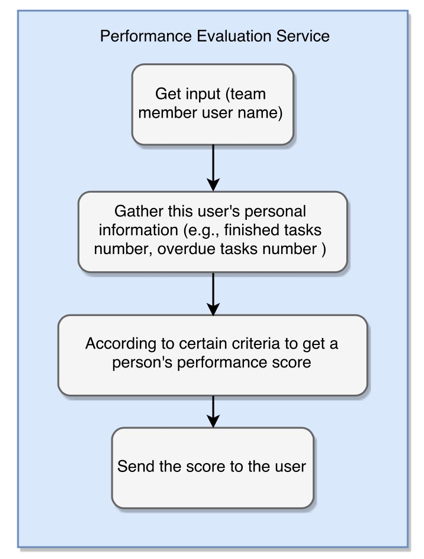 Performance Evaluation Service
Get input (team
member user name)
Gather this user's personal
information (e.g., finished tasks
number, overdue tasks number )
According to certain criteria to get a
person's performance score
Send the score to the user